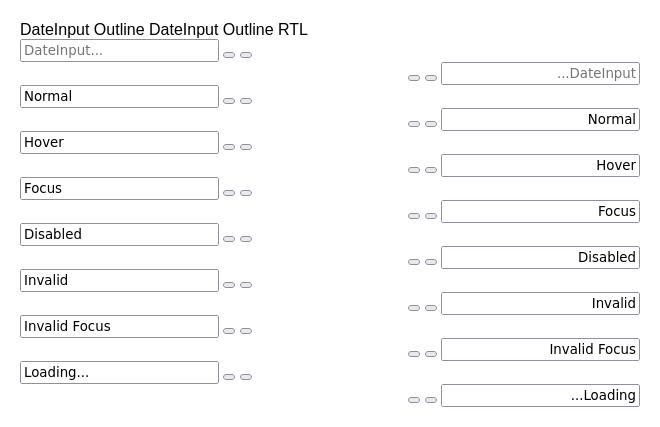 DateInput Outline DateInput Outline RTL
DateInput...
...DateInput
Normal
Normal
Hover
Hover
Focus
Focus
Disabled
Disabled
Invalid
Invalid
Invalid Focus
Invalid Focus
Loading...
...Loading